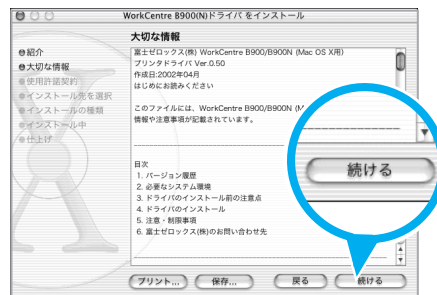 WorkCentre B900(N)ドライバ をインストール
大切な情報
紹介
大切な情報
使用許諾契約
インストール先を選択
インストールの種類
インストール中
仕上げ
富士ゼロックス(株) WorkCentre B900/B900N (Mac OS X用)
プリンタドライバ Ver.0.50
作成日:2002年04月
はじめにお読みください
このファイルには、WorkCentre B900/B900N (M
情報や注意事項が記載されています。
目次
1. バージョン履歴
2. 必要なシステム環境
3. ドライバのインストール前の注意点
4. ドライバのインストール
5. 注意・制限事項
6. 富士ゼロックス(株)のお問い合わせ先
続ける
プリント...
保存...
戻る
続ける